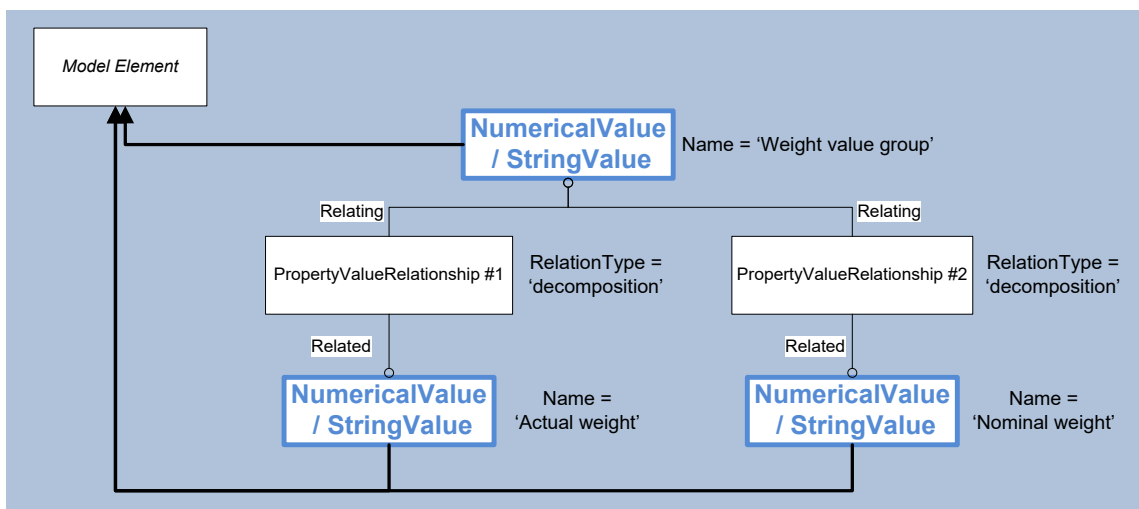 Model Element
NumericalValue
/ StringValue
Name = ‘Weight value group’
Relating
Relating
PropertyValueRelationship #1
RelationType =
‘decomposition’
PropertyValueRelationship #2
RelationType =
‘decomposition’
Related
Related
NumericalValue
/ StringValue
Name =
‘Actual weight’
NumericalValue
/ StringValue
Name =
‘Nominal weight’